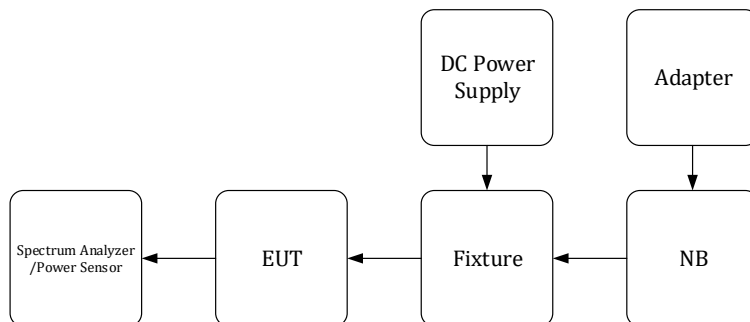 DC Power
Supply
Adapter
Spectrum Analyzer
/Power Sensor
EUT
Fixture
NB